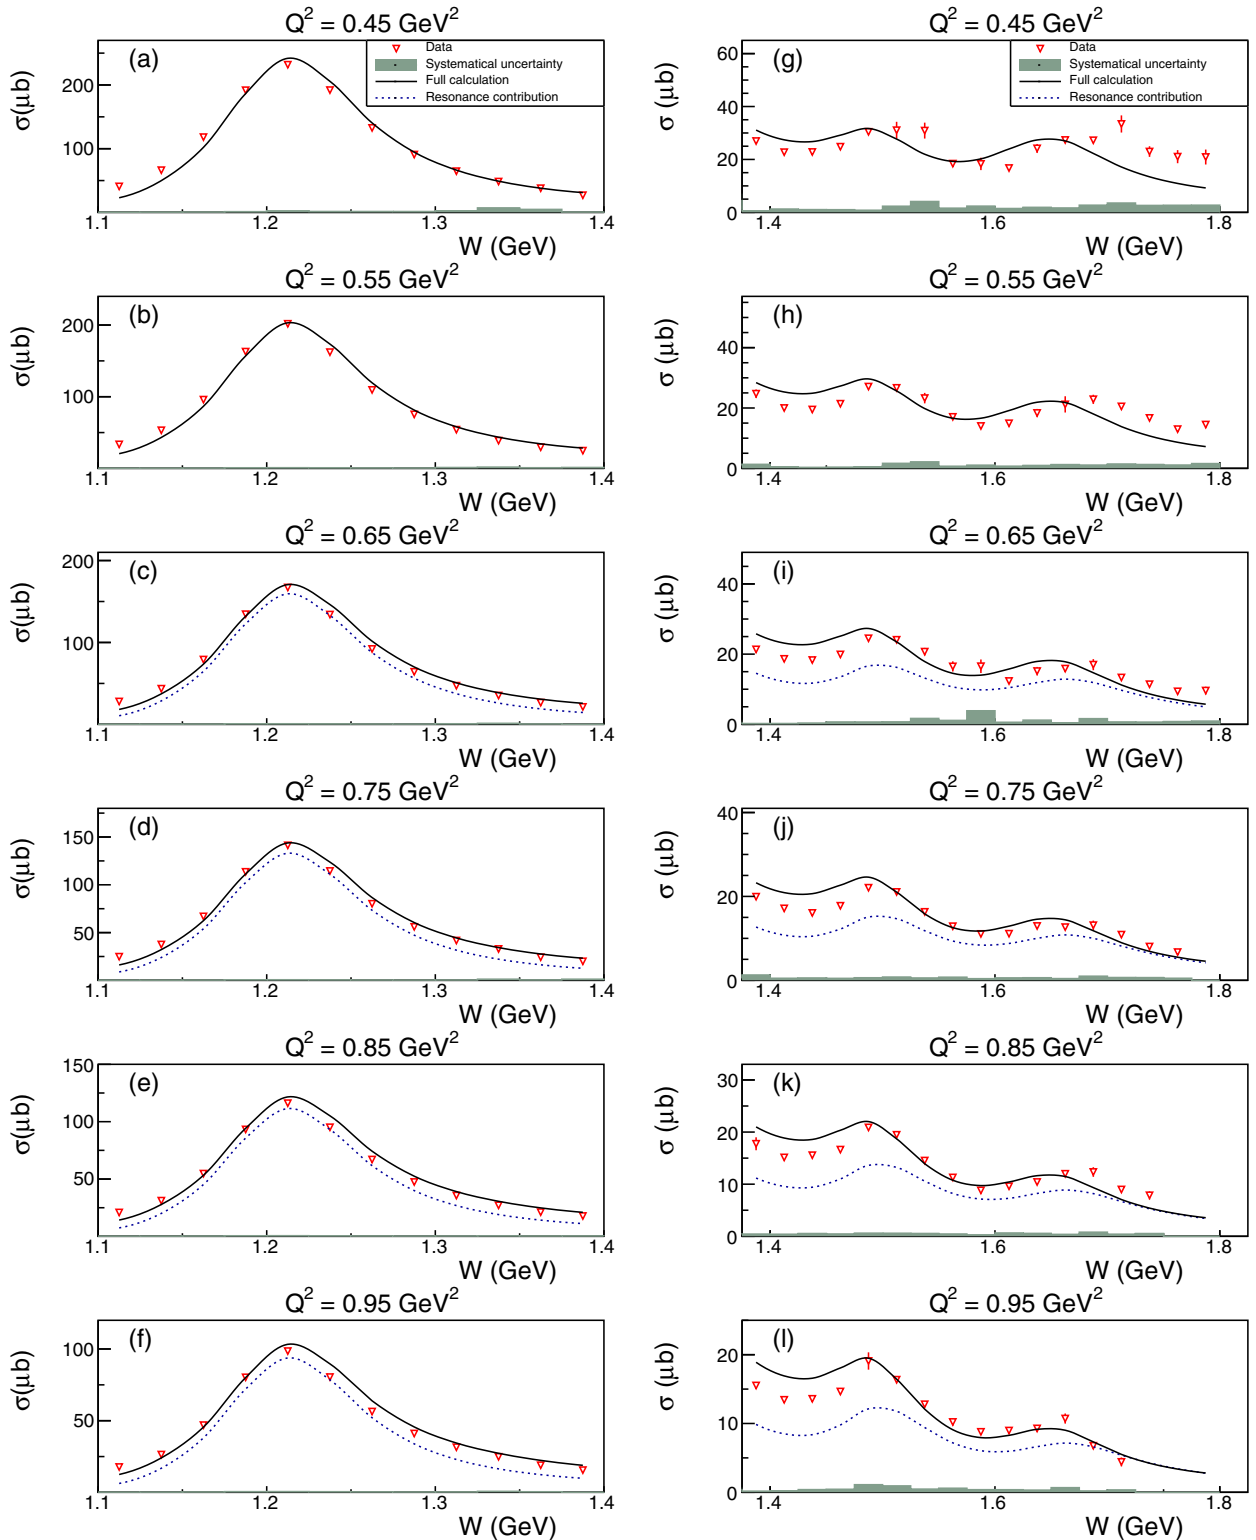 Q² = 0.45 GeV²
(a)
Data
Systematical uncertainty
Full calculation
Resonance contribution
σ(μb)
200
100
1.1 1.2 1.3 1.4
W (GeV)
Q² = 0.45 GeV²
(g)
Data
Systematical uncertainty
Full calculation
Resonance contribution
σ (μb)
60
40
20
0
1.4 1.6 1.8
W (GeV)
Q² = 0.55 GeV²
(b)
σ(μb)
200
100
1.1 1.2 1.3 1.4
W (GeV)
Q² = 0.55 GeV²
(h)
σ (μb)
40
20
0
1.4 1.6 1.8
W (GeV)
Q² = 0.65 GeV²
(c)
σ(μb)
200
100
1.1 1.2 1.3 1.4
W (GeV)
Q² = 0.65 GeV²
(i)
σ (μb)
40
20
0
1.4 1.6 1.8
W (GeV)
Q² = 0.75 GeV²
(d)
σ(μb)
150
100
50
1.1 1.2 1.3 1.4
W (GeV)
Q² = 0.75 GeV²
(j)
σ (μb)
40
20
0
1.4 1.6 1.8
W (GeV)
Q² = 0.85 GeV²
(e)
σ(μb)
150
100
50
1.1 1.2 1.3 1.4
W (GeV)
Q² = 0.85 GeV²
(k)
σ (μb)
30
20
10
0
1.4 1.6 1.8
W (GeV)
Q² = 0.95 GeV²
(f)
σ(μb)
100
50
1.1 1.2 1.3 1.4
W (GeV)
Q² = 0.95 GeV²
(l)
σ (μb)
20
10
0
1.4 1.6 1.8
W (GeV)